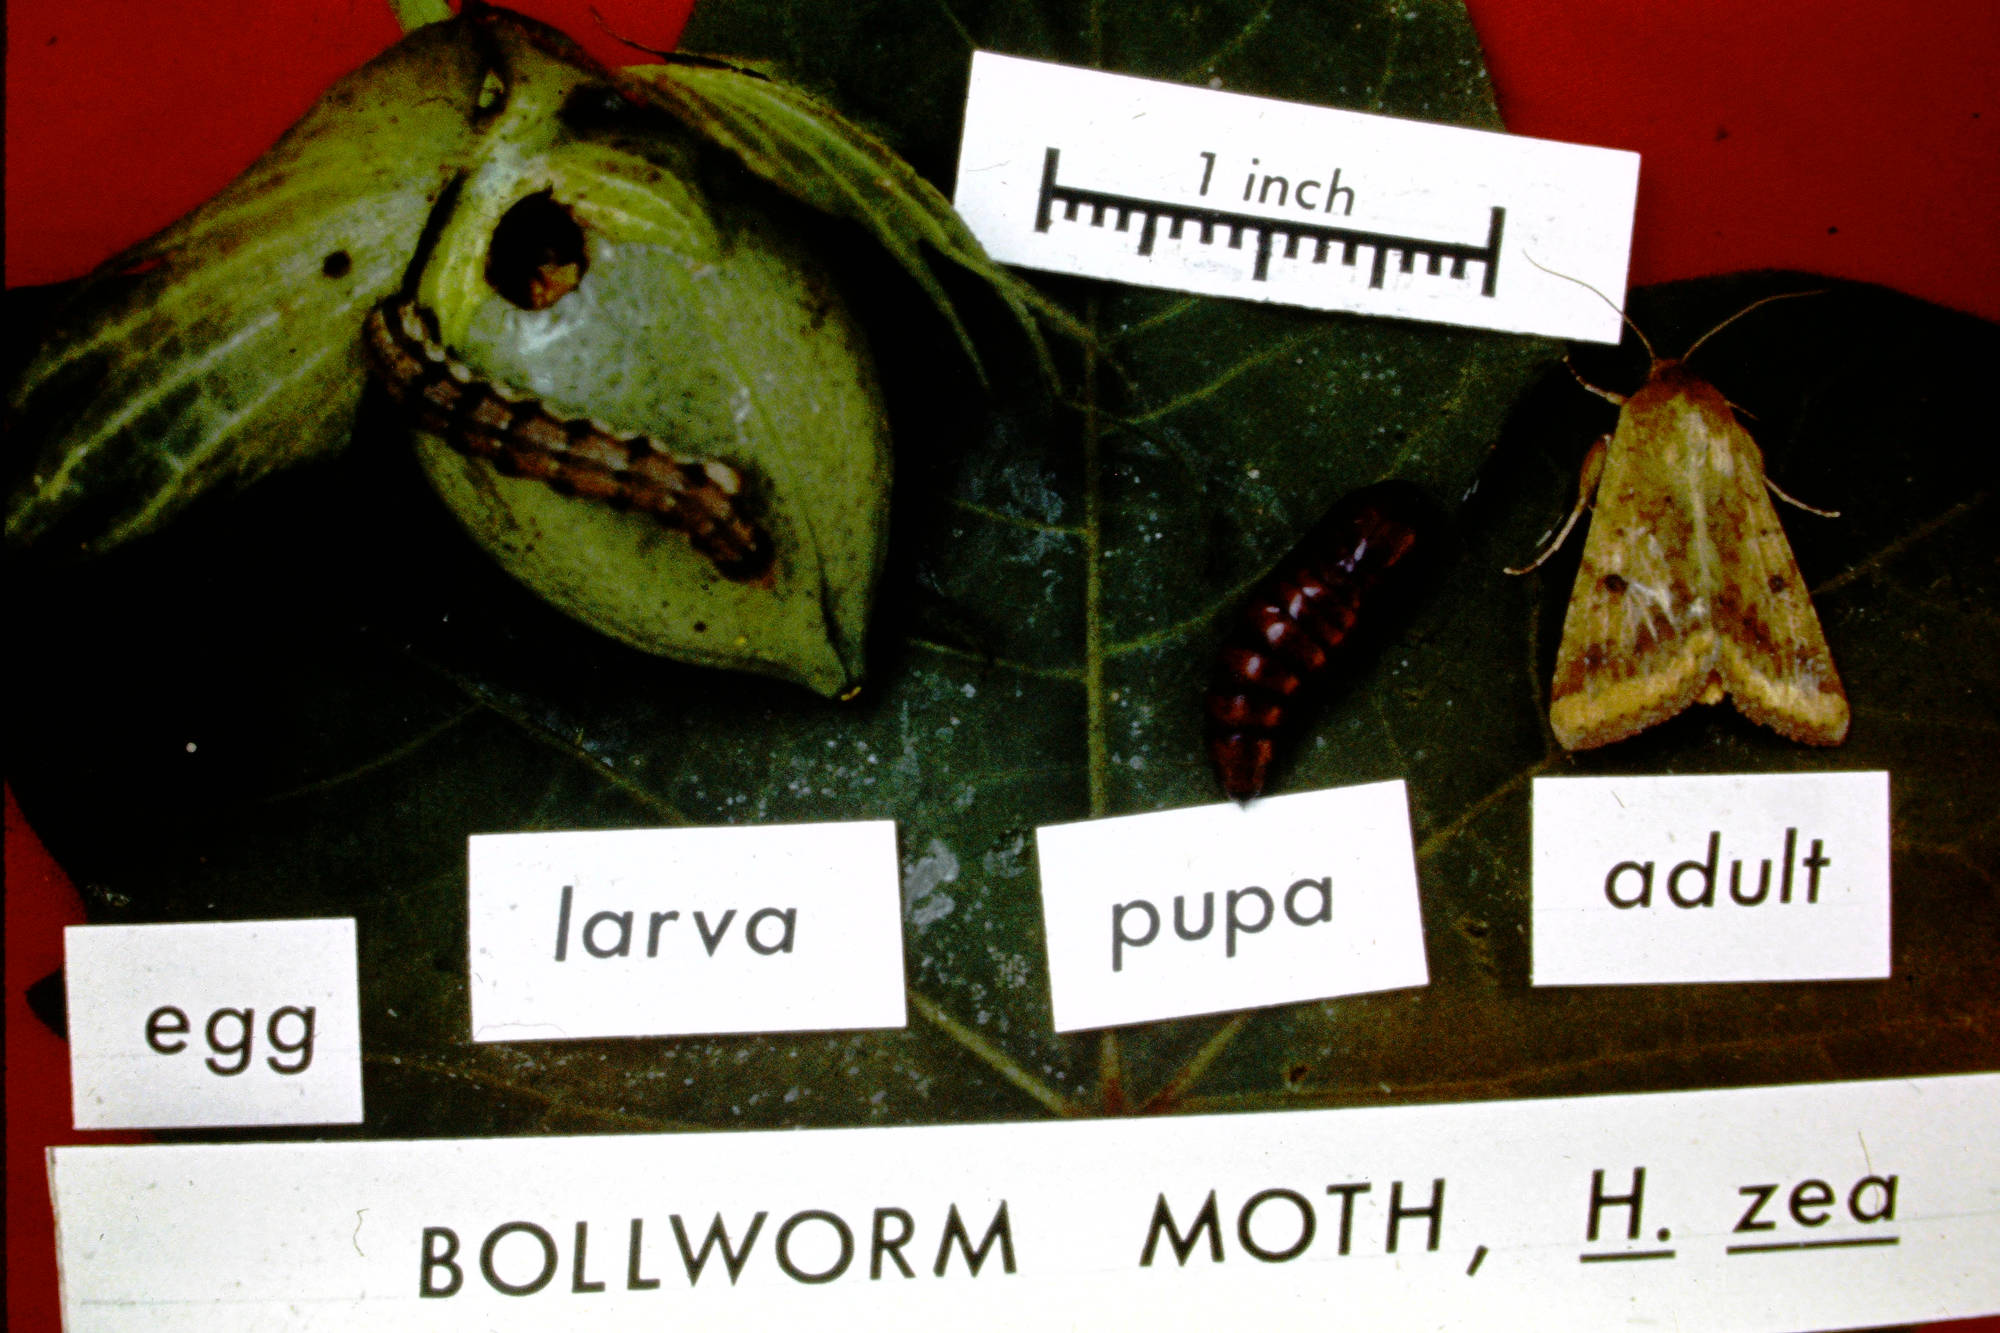 1 inch
egg
larva
pupa
adult
BOLLWORM MOTH, H. zea